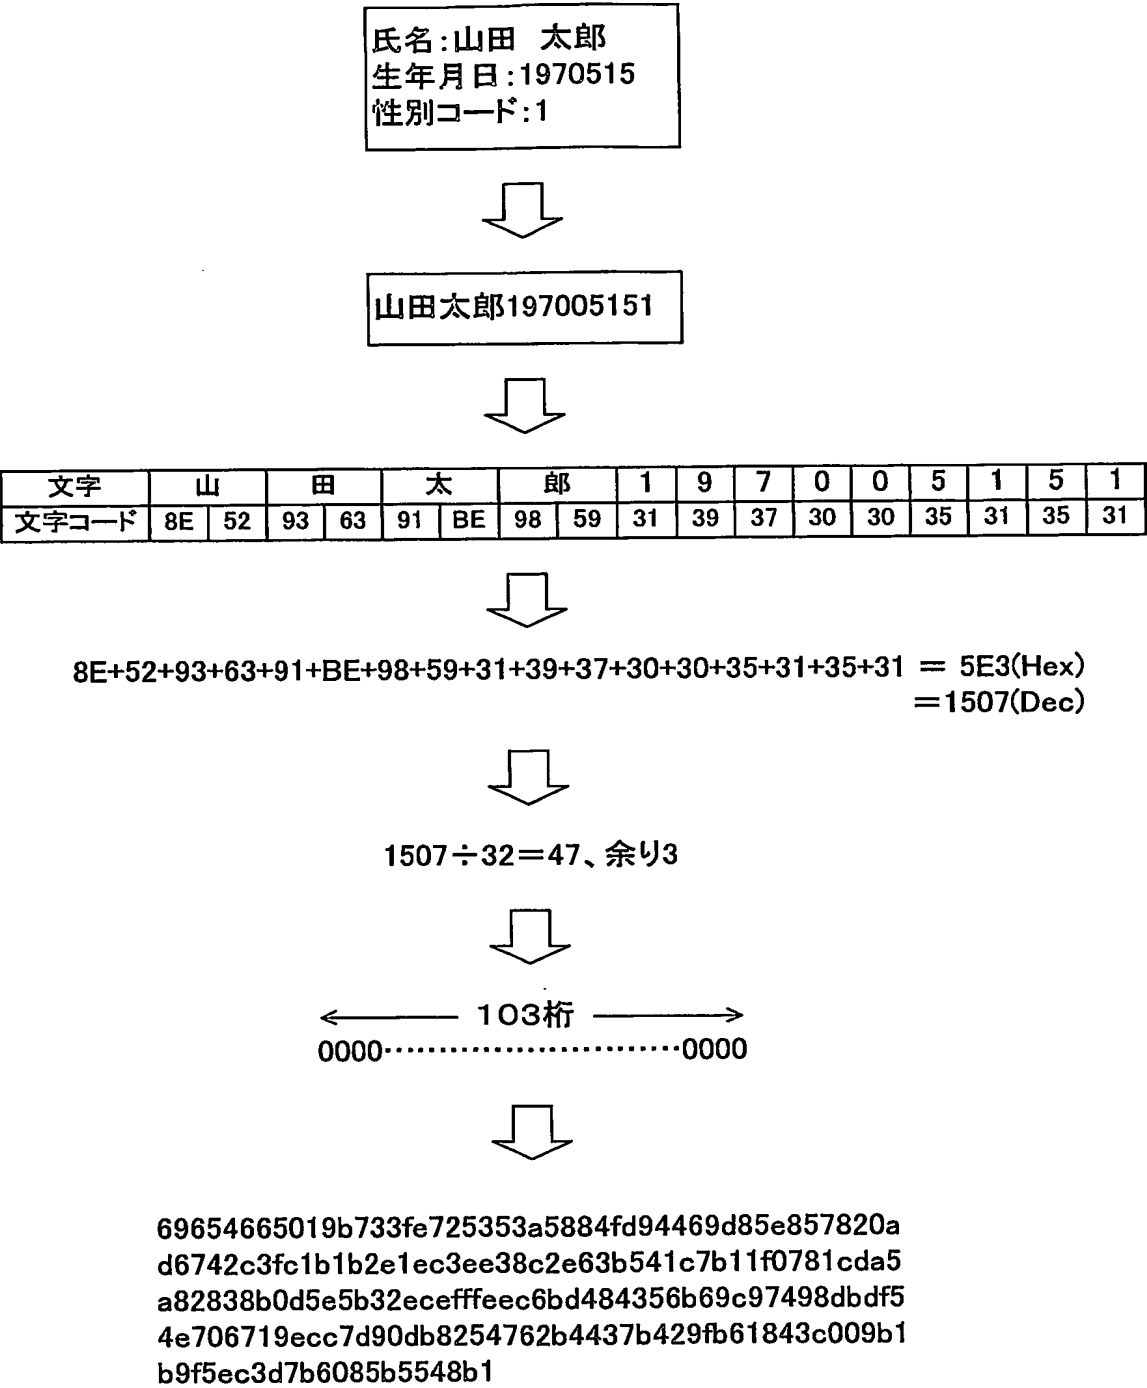 氏名:山田 太郎
生年月日:1970515
性別コード:1
山田太郎197005151
文字 山 田 太 郎 1 9 7 0 0 5 1 5 1
文字コード 8E 52 93 63 91 BE 98 59 31 39 37 30 30 35 31 35 31
8E+52+93+63+91+BE+98+59+31+39+37+30+30+35+31+35+31 = 5E3(Hex)
=1507(Dec)
1507÷32=47、余り3
103桁
0000··························0000
69654665019b733fe725353a5884fd94469d85e857820a
d6742c3fc1b1b2e1ec3ee38c2e63b541c7b11f0781cda5
a82838b0d5e5b32ecefffeec6bd484356b69c97498dbdf5
4e706719ecc7d90db8254762b4437b429fb61843c009b1
b9f5ec3d7b6085b5548b1